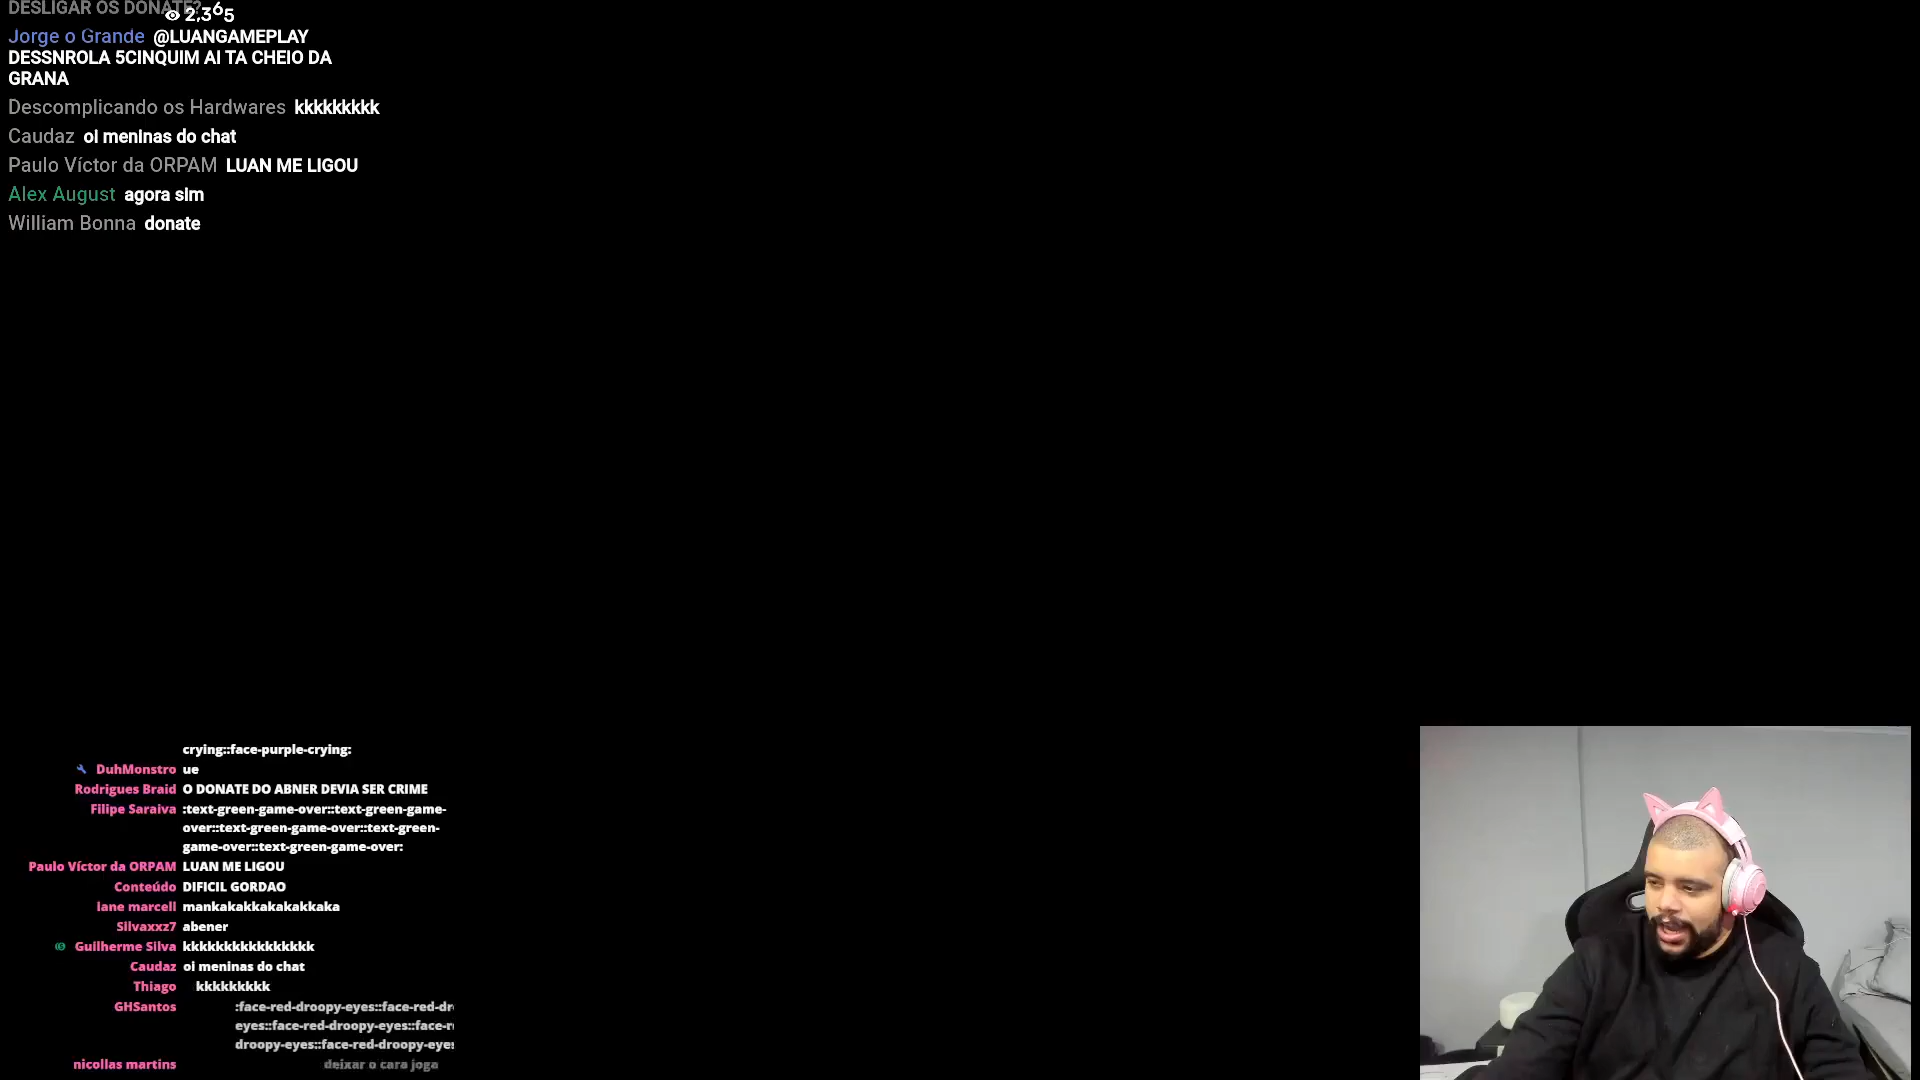 DESLIGAR OS DONATE?
2,365
Jorge o Grande @LUANGAMEPLAY
DESSNROLA 5CINQUIM AI TA CHEIO DA
GRANA
Descomplicando os Hardwares kkkkkkkkk
Caudaz oi meninas do chat
Paulo Víctor da ORPAM LUAN ME LIGOU
Alex August agora sim
William Bonna donate
crying::face-purple-crying:
DuhMonstro ue
Rodrigues Braid O DONATE DO ABNER DEVIA SER CRIME
Filipe Saraiva :text-green-game-over::text-green-game-
over::text-green-game-over::text-green-
game-over::text-green-game-over:
Paulo Víctor da ORPAM LUAN ME LIGOU
Conteúdo DIFICIL GORDAO
Iane marcell mankakakkakakakkaka
Silvaxxz7 abener
Guilherme Silva kkkkkkkkkkkkkkkk
Caudaz oi meninas do chat
Thiago kkkkkkkkk
GHSantos :face-red-droopy-eyes::face-red-dr
eyes::face-red-droopy-eyes::face-r
droopy-eyes::face-red-droopy-eyes
nicollas martins deixar o cara joga